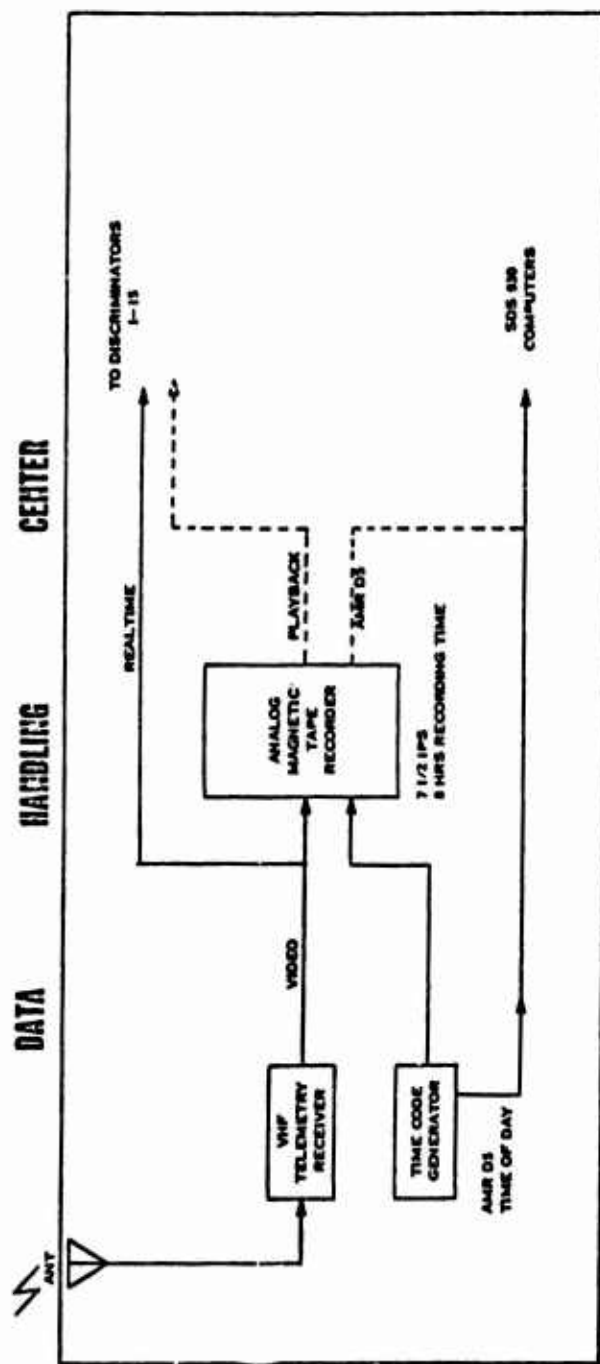 DATA HANDLING CENTER
ANT
VHF
TELEMETRY
RECEIVER
VIDEO
REALTIME
TO DISCRIMINATORS
1-15
ANALOG
MAGNETIC
TAPE
RECORDER
PLAYBACK
AMR D5
7 1/2 IPS
8 HRS RECORDING TIME
TIME CODE
GENERATOR
AMR D5
TIME OF DAY
SDS 930
COMPUTERS